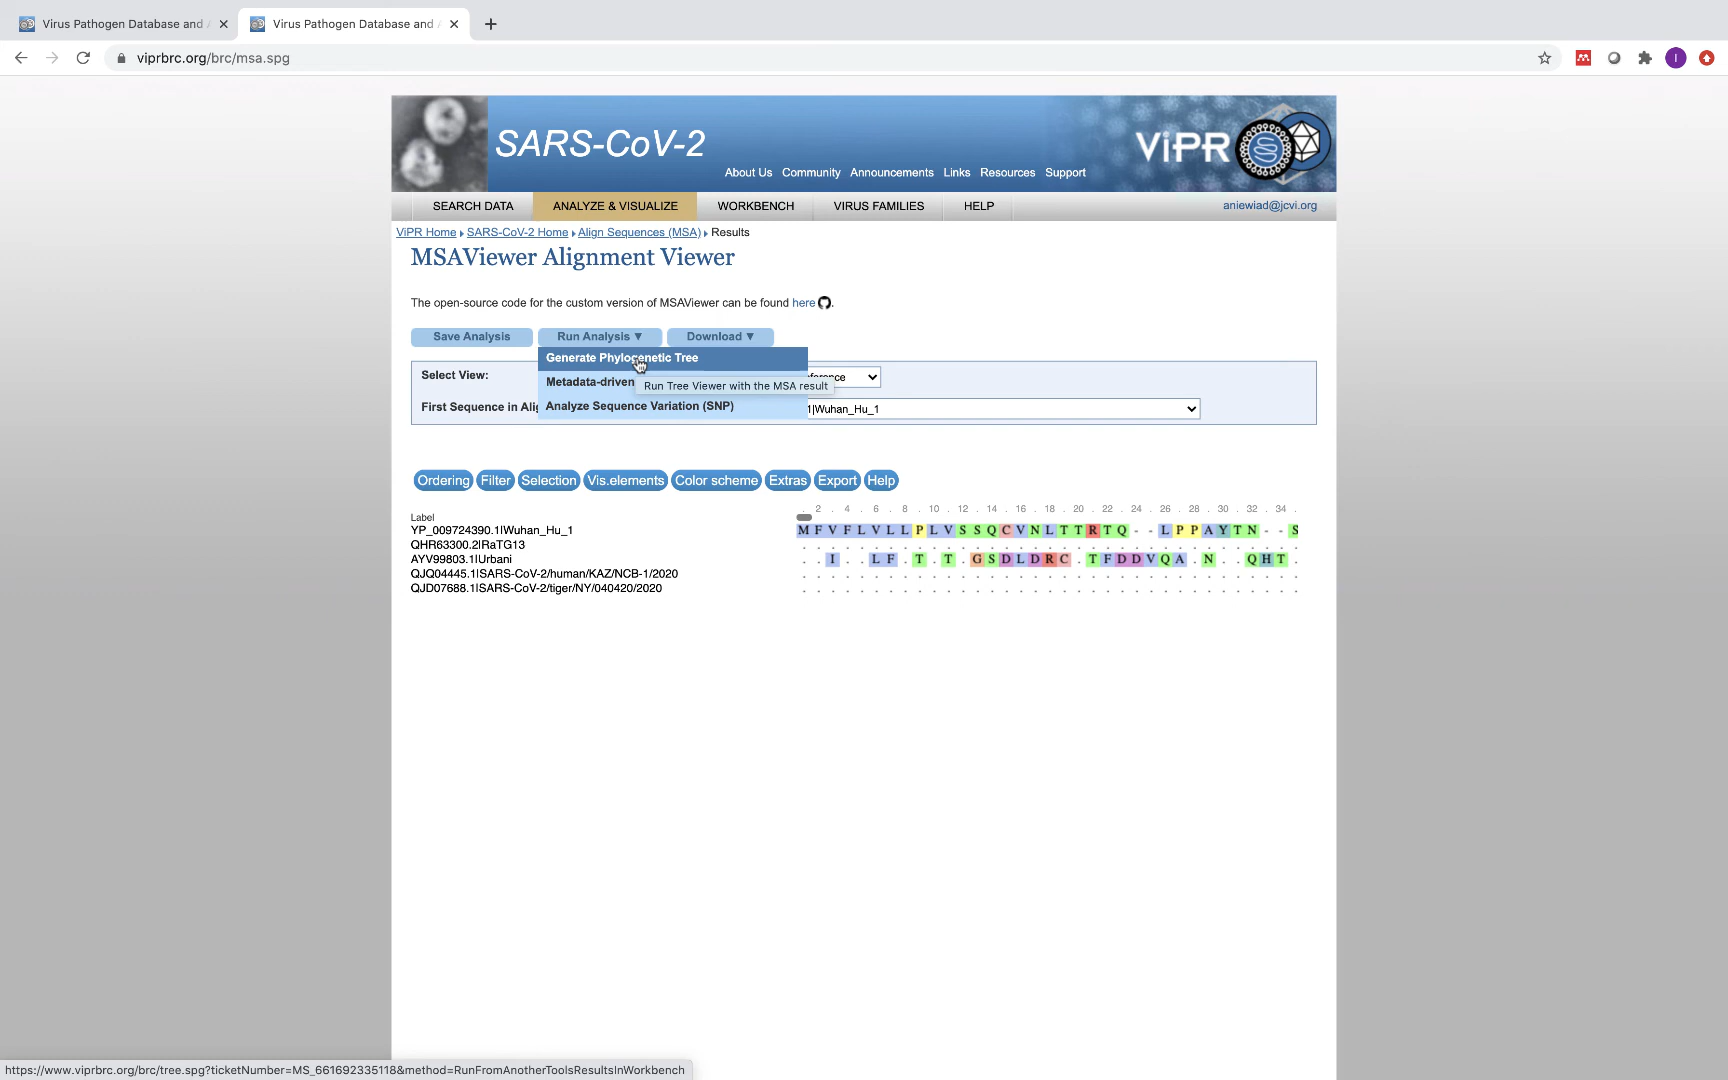 Virus Pathogen Database and
Virus Pathogen Database and
viprbrc.org/brc/msa.spg
SARS-CoV-2
ViPR
About Us Community Announcements Links Resources Support
SEARCH DATA ANALYZE & VISUALIZE WORKBENCH VIRUS FAMILIES HELP aniewiad@jcvi.org
ViPR Home SARS-CoV-2 Home Align Sequences (MSA) Results
MSAViewer Alignment Viewer
The open-source code for the custom version of MSAViewer can be found here.
Save Analysis Run Analysis ▼ Download ▼
Generate Phylogenetic Tree
Select View:
Metadata-driven
Run Tree Viewer with the MSA result
First Sequence in Ali
Analyze Sequence Variation (SNP)
1|Wuhan_Hu_1
Ordering Filter Selection Vis.elements Color scheme Extras Export Help
. 2 . 4 . 6 . 8 . 10 . 12 . 14 . 16 . 18 . 20 . 22 . 24 . 26 . 28 . 30 . 32 . 34 .
Label
YP_009724390.1|Wuhan_Hu_1 M F V F L V L L P L V S S Q C V N L T T R T Q - - L P P A Y T N - - S
QHR63300.2|RaTG13 . . . . . . . . . . . . . . . . . . . . . . . . . . . . . . . . . . .
AYV99803.1|Urbani . . I . . L F . T . T . G S D L D R C . T F D D V Q A . N . . Q H T .
QJQ04445.1|SARS-CoV-2/human/KAZ/NCB-1/2020 . . . . . . . . . . . . . . . . . . . . . . . . . . . . . . . . . . .
QJD07688.1|SARS-CoV-2/tiger/NY/040420/2020 . . . . . . . . . . . . . . . . . . . . . . . . . . . . . . . . . . .
https://www.viprbrc.org/brc/tree.spg?ticketNumber=MS_661692335118&method=RunFromAnotherToolsResultsInWorkbench